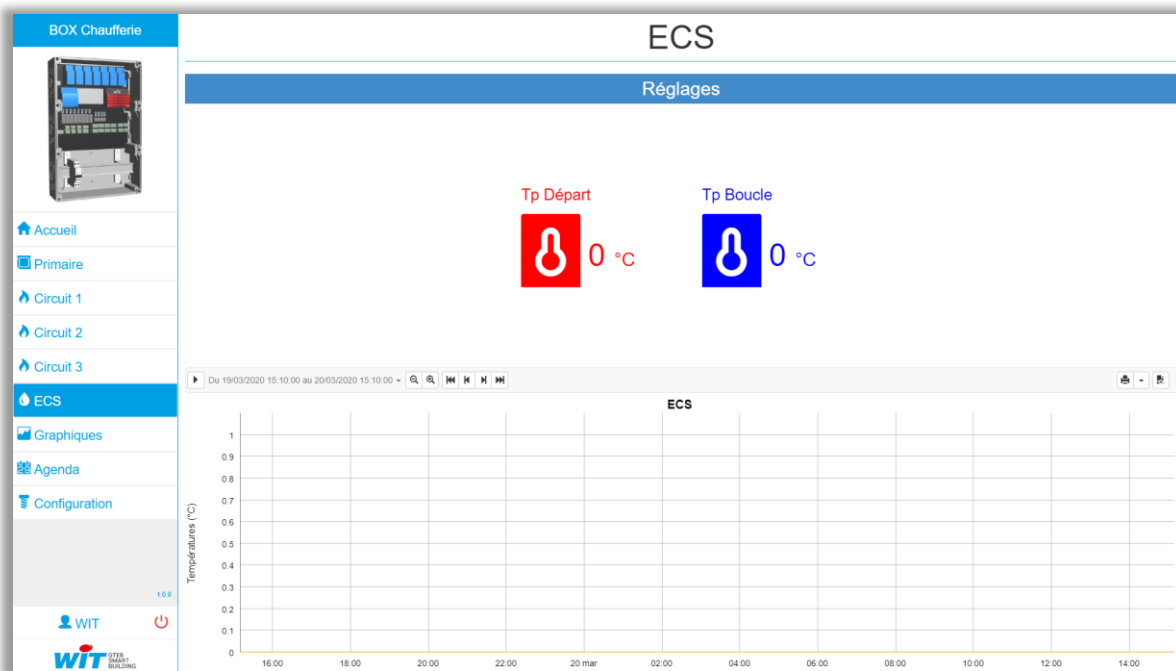 BOX Chaufferie
Accueil
Primaire
Circuit 1
Circuit 2
Circuit 3
ECS
Graphiques
Agenda
Configuration
1.0.0
WIT
WIT GTEB SMART BUILDING
ECS
Réglages
Tp Départ
0 °C
Tp Boucle
0 °C
Du 19/03/2020 15:10:00 au 20/03/2020 15:10:00
ECS
Températures (°C)
1
0.9
0.8
0.7
0.6
0.5
0.4
0.3
0.2
0.1
0
16:00 18:00 20:00 22:00 20 mar 02:00 04:00 06:00 08:00 10:00 12:00 14:00